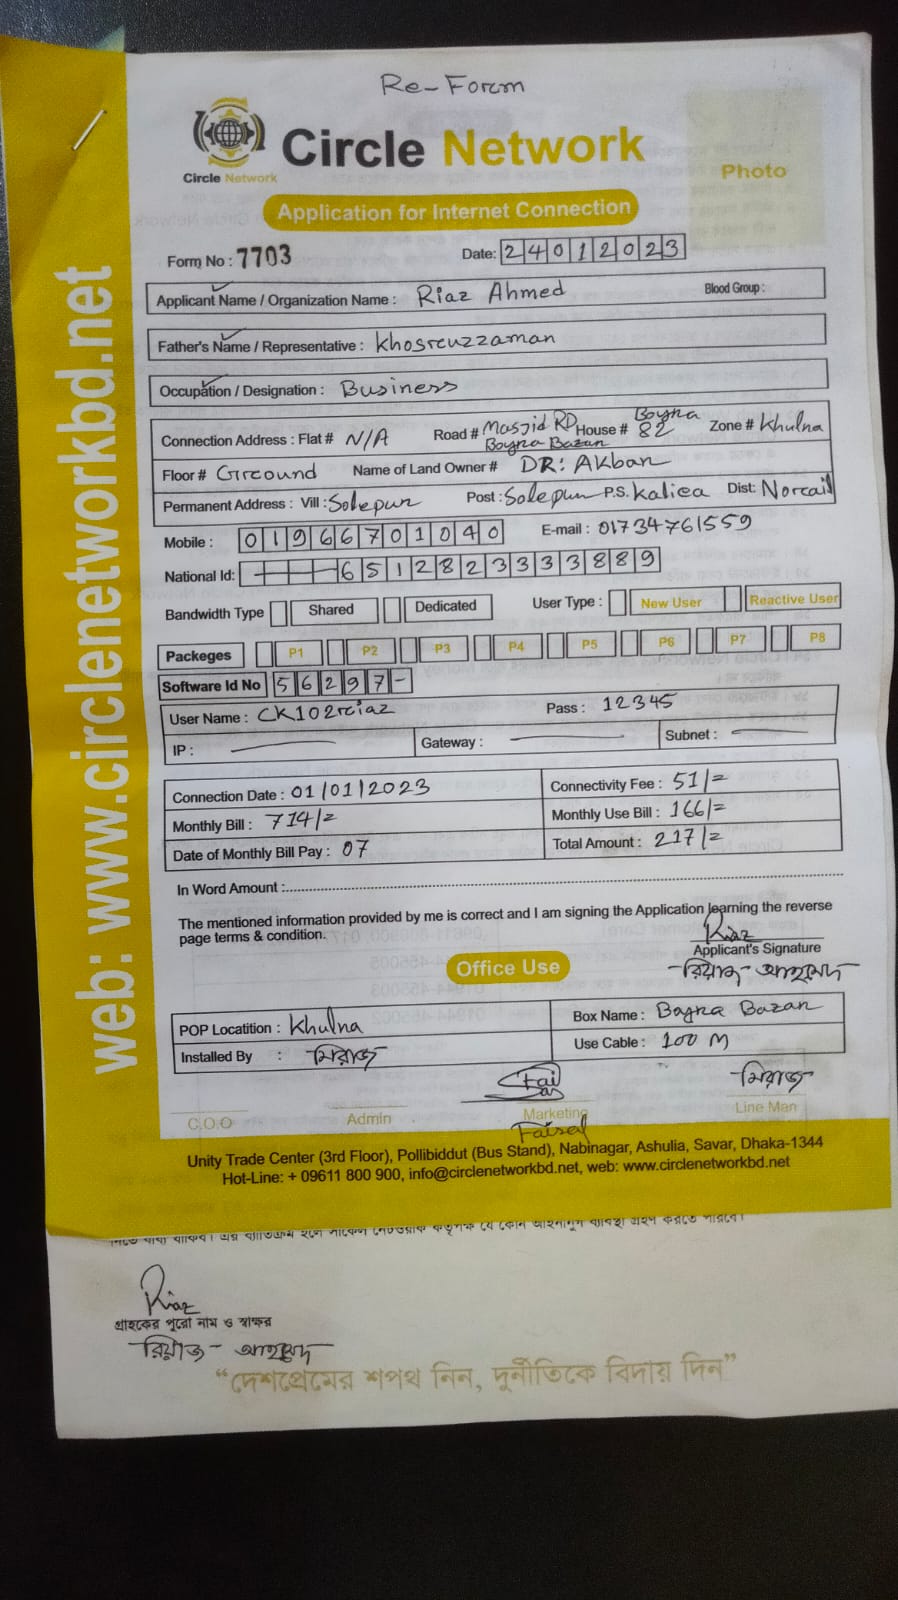 Re-Form
Circle Network
Circle Network
Photo
Application for Internet Connection
Form No : 7703 Date: 24012023
Applicant Name / Organization Name : Riaz Ahmed Blood Group :
Father's Name / Representative : Khosreuzzaman
Occupation / Designation : Business
Connection Address : Flat # N/A Road # Masjid RD Boyra Bazar House # Boyra 82 Zone # Khulna
Floor # Ground Name of Land Owner # DR: Akbar
Permanent Address : Vill : Solepur Post : Solepur P.S. Kaliea Dist: Norail
Mobile : 01966701040 E-mail : 01734761559
National Id: 6512823333889
Bandwidth Type Shared Dedicated User Type : New User Reactive User
Packeges P1 P2 P3 P4 P5 P6 P7 P8
Software Id No 56297-
User Name : CK102riaz Pass : 12345
IP : Gateway : Subnet :
Connection Date : 01/01/2023 Connectivity Fee : 51/=
Monthly Bill : 714/= Monthly Use Bill : 166/=
Date of Monthly Bill Pay : 07 Total Amount : 217/=
In Word Amount :
The mentioned information provided by me is correct and I am signing the Application learning the reverse
page terms & condition.
Riaz
Applicant's Signature
রিয়াজ আহমেদ
Office Use
POP Locatition : Khulna Box Name : Boyra Bazar
Installed By : মিরাজ Use Cable : 100 M
মিরাজ
C.O.O Admin Marketing Line Man
Faisal
Unity Trade Center (3rd Floor), Pollibiddut (Bus Stand), Nabinagar, Ashulia, Savar, Dhaka-1344
Hot-Line: + 09611 800 900, info@circlenetworkbd.net, web: www.circlenetworkbd.net
web: www.circlenetworkbd.net
Riaz
গ্রাহকের পুরো নাম ও স্বাক্ষর
রিয়াজ আহমেদ
“দেশপ্রেমের শপথ নিন, দুর্নীতিকে বিদায় দিন”